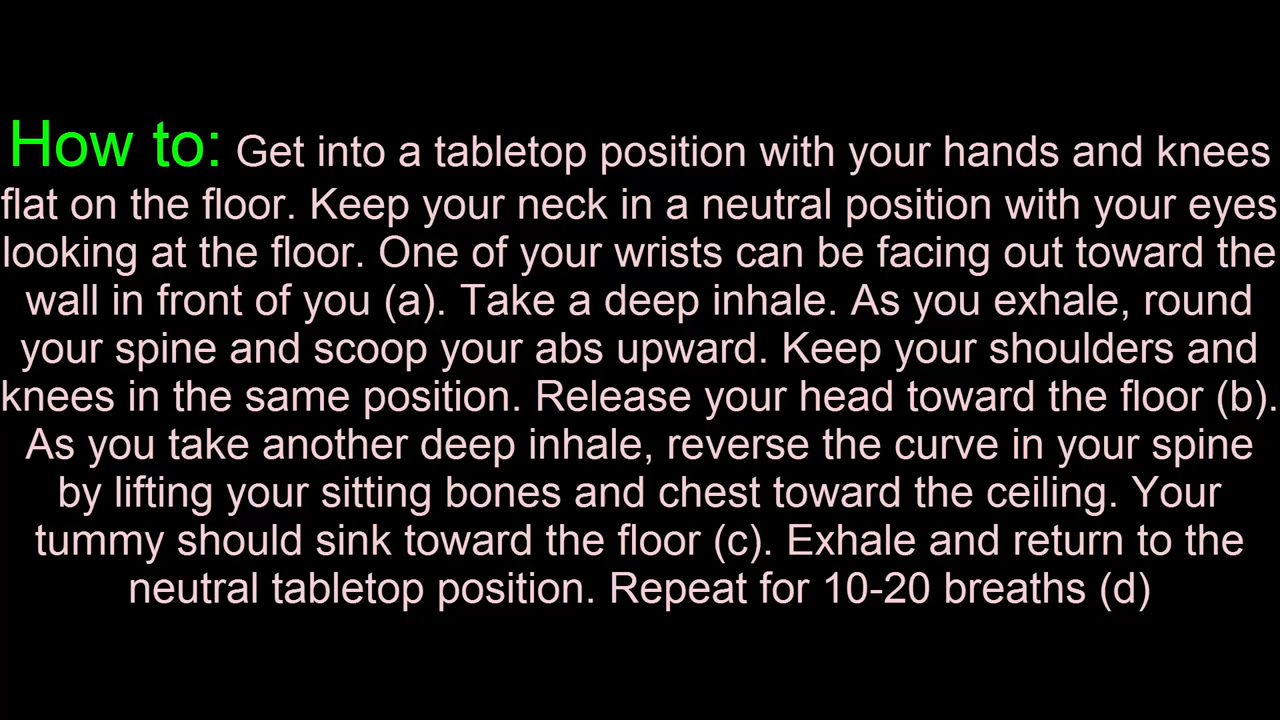 How to: Get into a tabletop position with your hands and knees
flat on the floor. Keep your neck in a neutral position with your eyes
looking at the floor. One of your wrists can be facing out toward the
wall in front of you (a). Take a deep inhale. As you exhale, round
your spine and scoop your abs upward. Keep your shoulders and
knees in the same position. Release your head toward the floor (b).
As you take another deep inhale, reverse the curve in your spine
by lifting your sitting bones and chest toward the ceiling. Your
tummy should sink toward the floor (c). Exhale and return to the
neutral tabletop position. Repeat for 10-20 breaths (d)